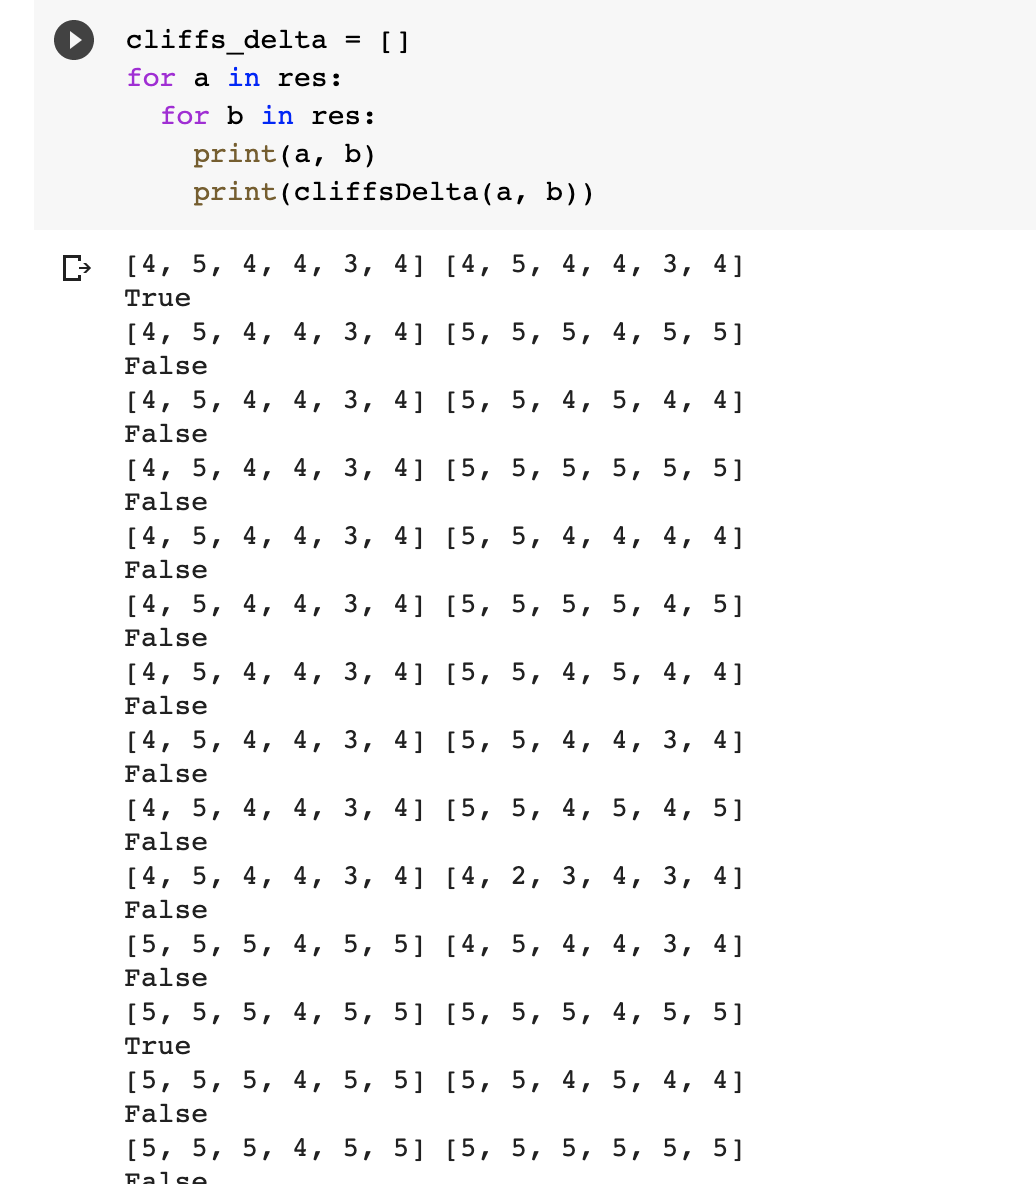 cliffs_delta = []
for a in res:
  for b in res:
    print(a, b)
    print(cliffsDelta(a, b))
[4, 5, 4, 4, 3, 4] [4, 5, 4, 4, 3, 4]
True
[4, 5, 4, 4, 3, 4] [5, 5, 5, 4, 5, 5]
False
[4, 5, 4, 4, 3, 4] [5, 5, 4, 5, 4, 4]
False
[4, 5, 4, 4, 3, 4] [5, 5, 5, 5, 5, 5]
False
[4, 5, 4, 4, 3, 4] [5, 5, 4, 4, 4, 4]
False
[4, 5, 4, 4, 3, 4] [5, 5, 5, 5, 4, 5]
False
[4, 5, 4, 4, 3, 4] [5, 5, 4, 5, 4, 4]
False
[4, 5, 4, 4, 3, 4] [5, 5, 4, 4, 3, 4]
False
[4, 5, 4, 4, 3, 4] [5, 5, 4, 5, 4, 5]
False
[4, 5, 4, 4, 3, 4] [4, 2, 3, 4, 3, 4]
False
[5, 5, 5, 4, 5, 5] [4, 5, 4, 4, 3, 4]
False
[5, 5, 5, 4, 5, 5] [5, 5, 5, 4, 5, 5]
True
[5, 5, 5, 4, 5, 5] [5, 5, 4, 5, 4, 4]
False
[5, 5, 5, 4, 5, 5] [5, 5, 5, 5, 5, 5]
False